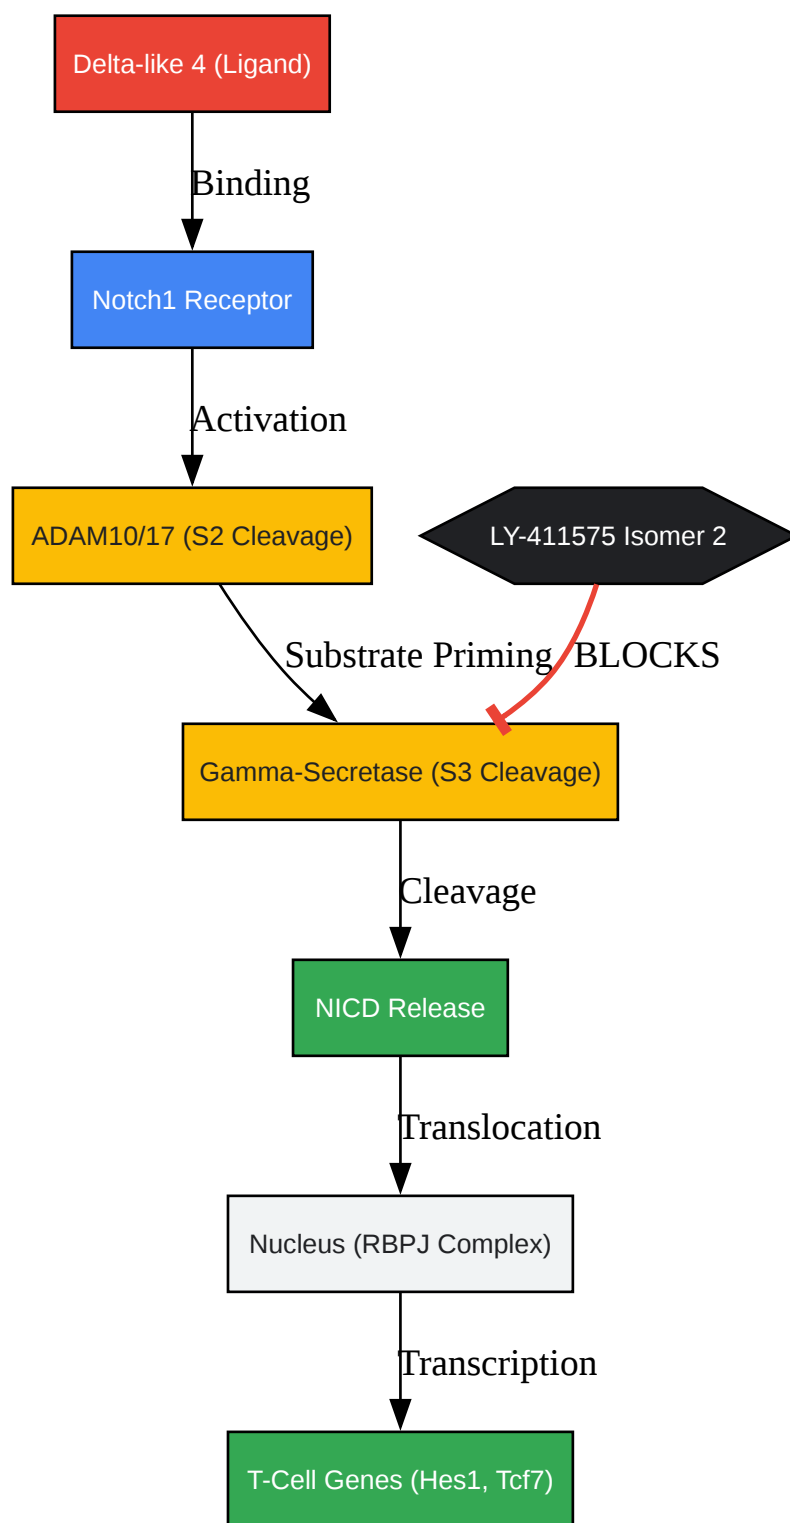 Delta-like 4 (Ligand)
Binding
Notch1 Receptor
Activation
ADAM10/17 (S2 Cleavage)
LY-411575 Isomer 2
Substrate Priming
BLOCKS
Gamma-Secretase (S3 Cleavage)
Cleavage
NICD Release
Translocation
Nucleus (RBPJ Complex)
Transcription
T-Cell Genes (Hes1, Tcf7)